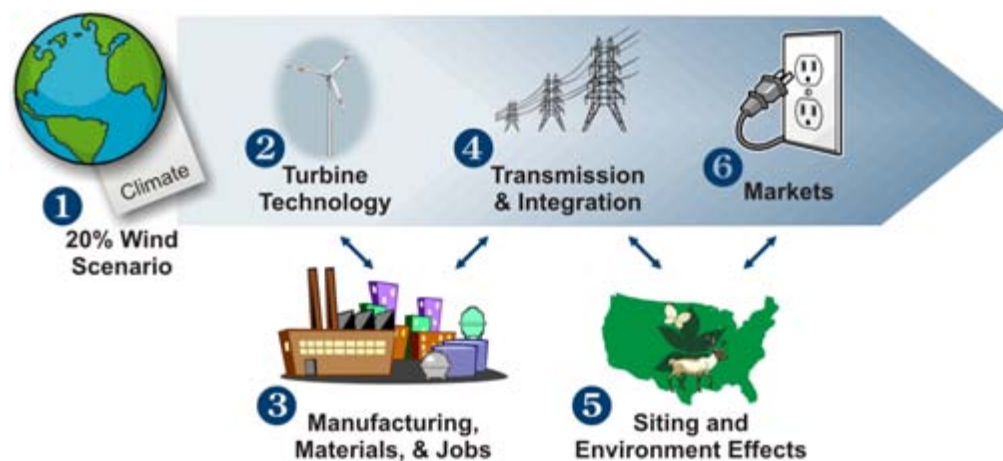 Climate
1
20% Wind
Scenario
2
Turbine
Technology
3
Manufacturing,
Materials, & Jobs
4
Transmission
& Integration
5
Siting and
Environment Effects
6
Markets